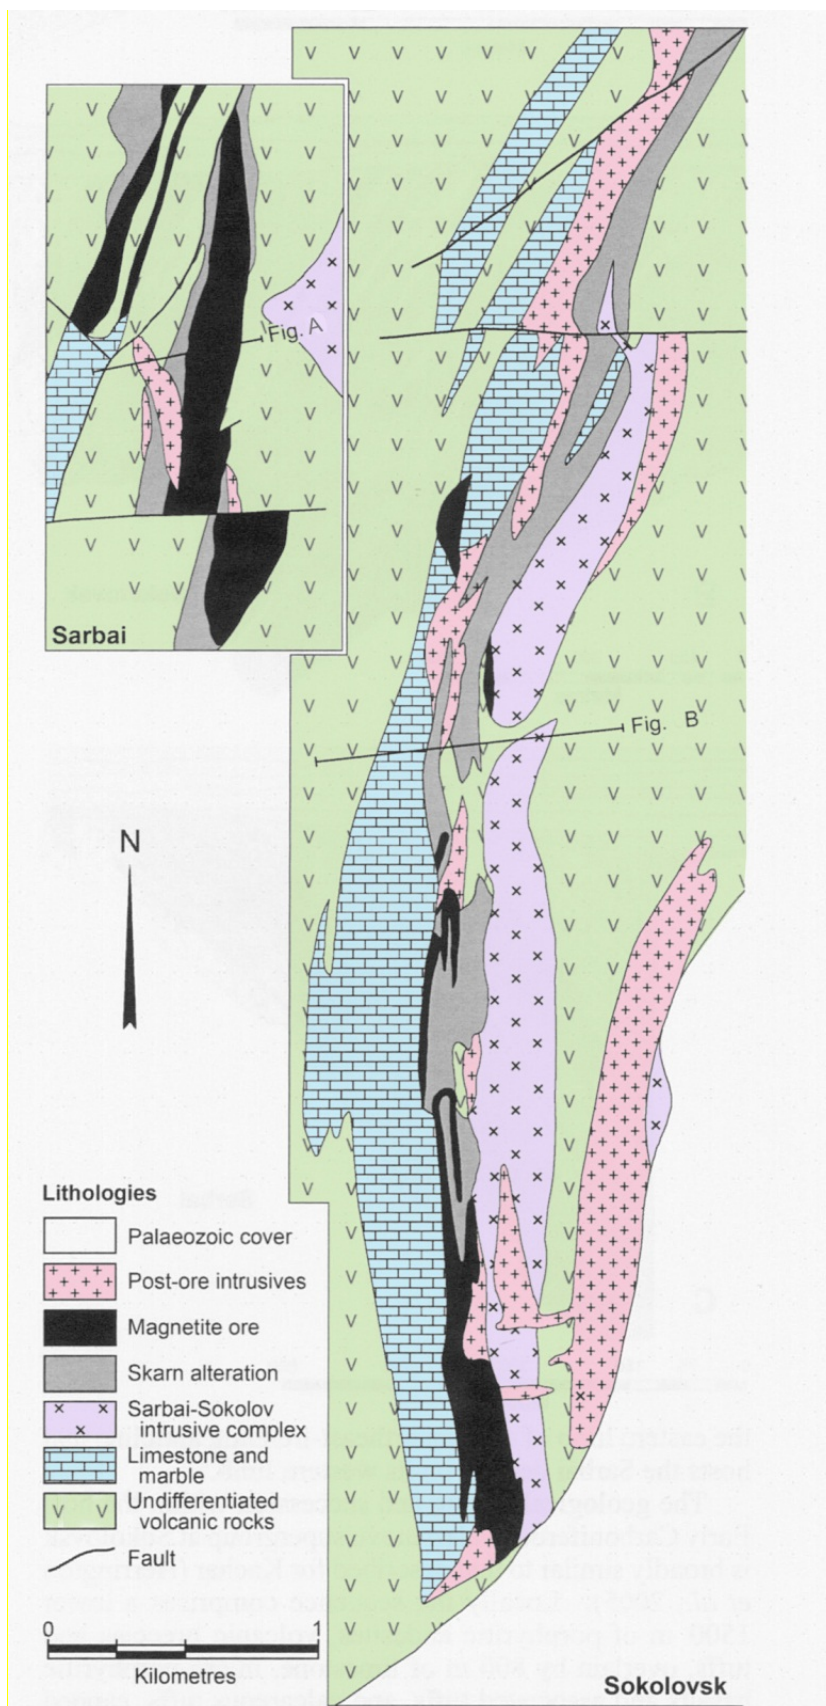 Fig. A
Sarbai
Fig. B
N
Lithologies
Palaeozoic cover
Post-ore intrusives
Magnetite ore
Skarn alteration
Sarbai-Sokolov
intrusive complex
Limestone and
marble
Undifferentiated
volcanic rocks
Fault
0 1
Kilometres
Sokolovsk